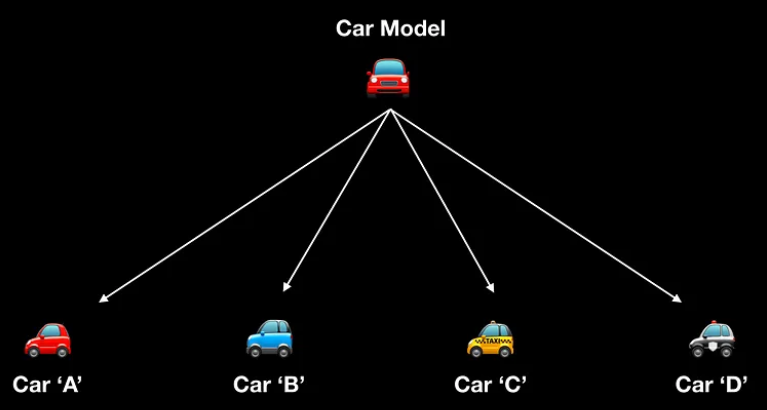 Car Model
TAXI
Car ‘A’
Car ‘B’
Car ‘C’
Car ‘D’